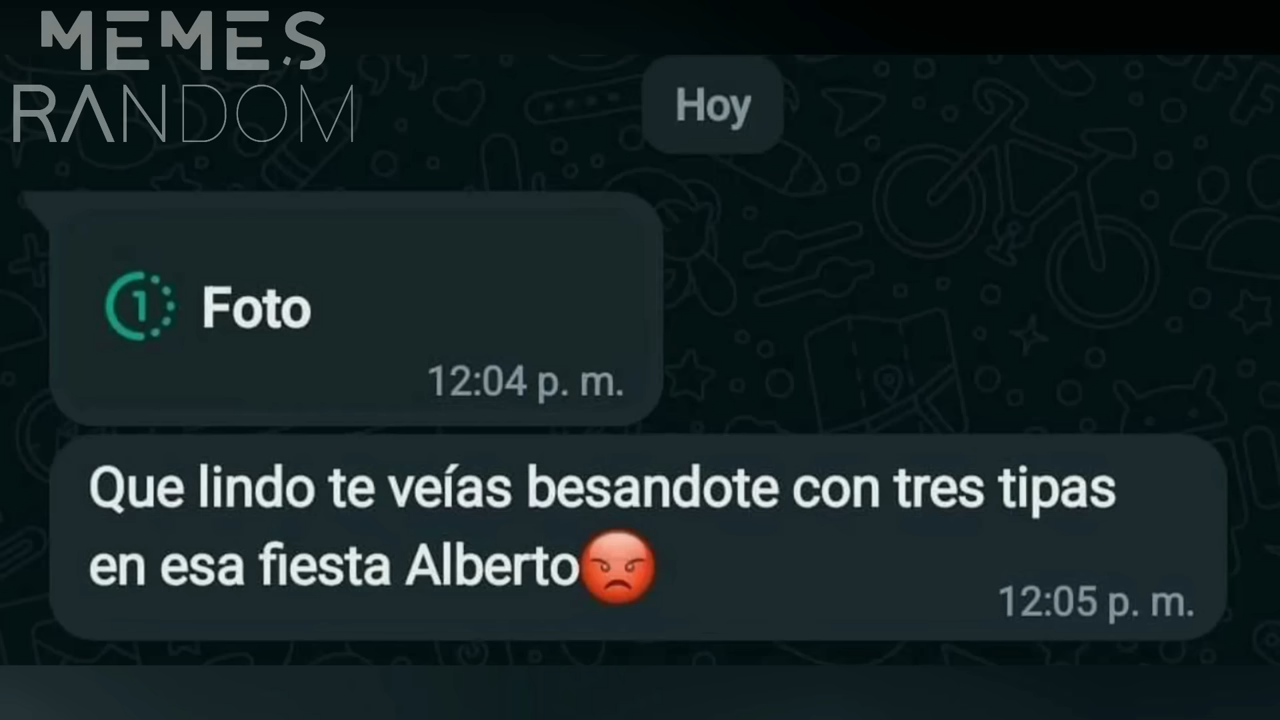 MEMES
RANDOM
Hoy
1 Foto
12:04 p. m.
Que lindo te veías besandote con tres tipas
en esa fiesta Alberto😡
12:05 p. m.